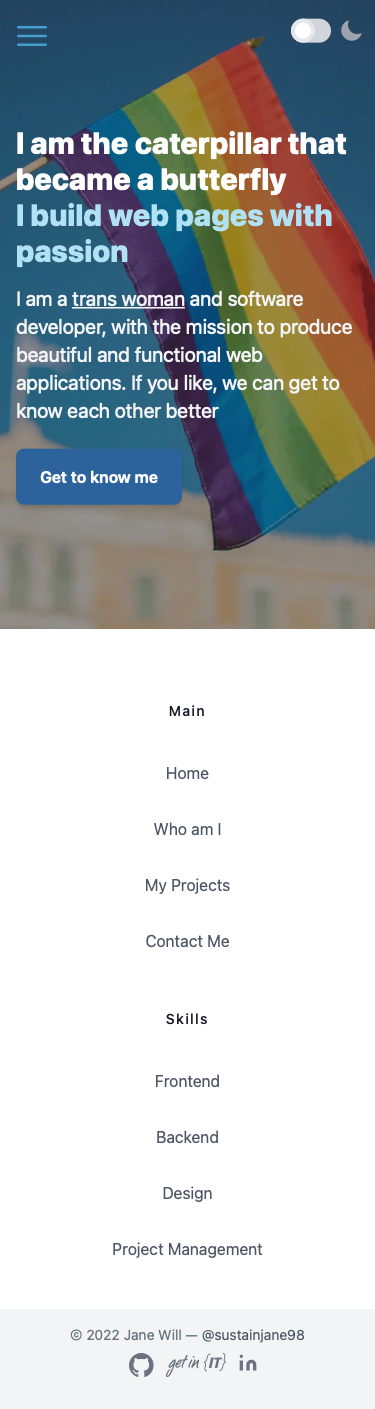 I am the caterpillar that
became a butterfly
I build web pages with
passion
I am a trans woman and software
developer, with the mission to produce
beautiful and functional web
applications. If you like, we can get to
know each other better
Get to know me
Main
Home
Who am I
My Projects
Contact Me
Skills
Frontend
Backend
Design
Project Management
© 2022 Jane Will — @sustainjane98
get in {IT} in